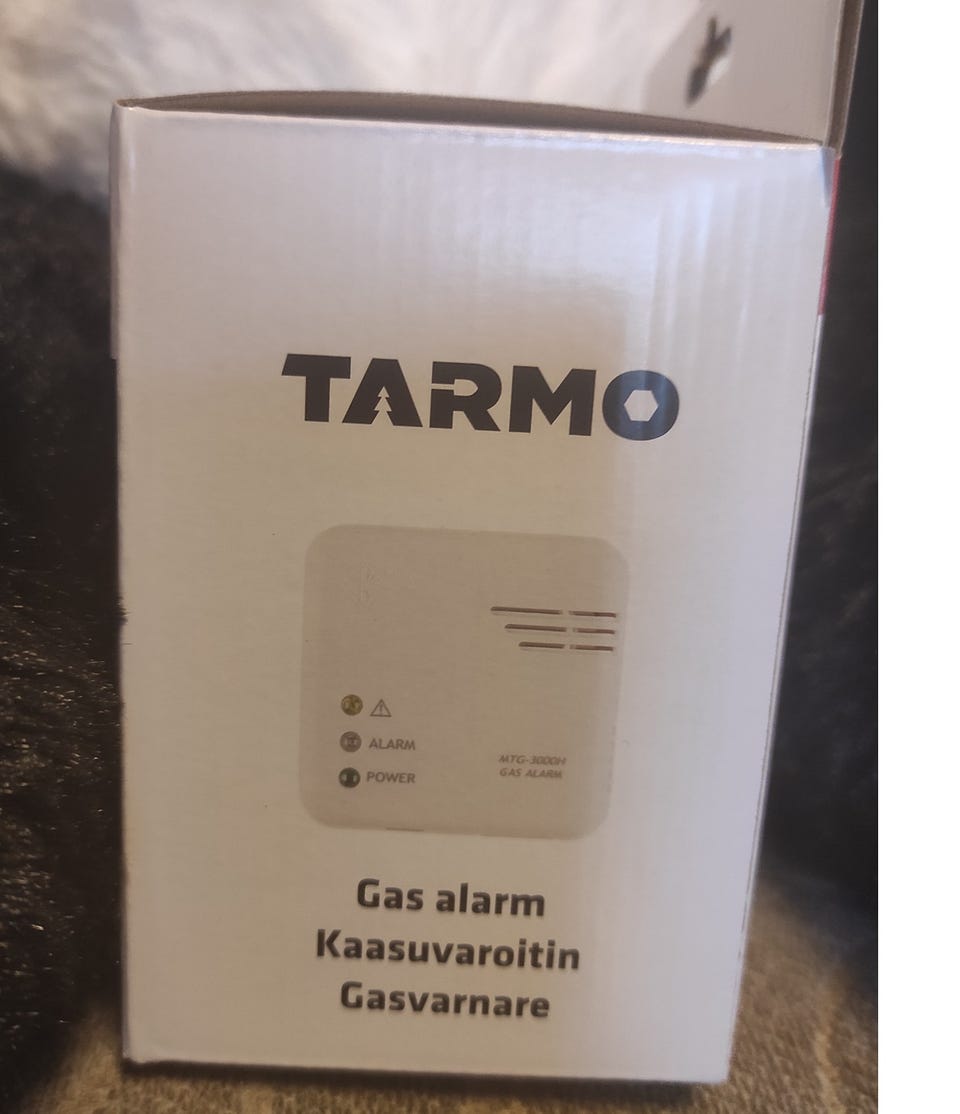 TARMO
ALARM
POWER
MTG-3000H
GAS ALARM
Gas alarm
Kaasuvaroitin
Gasvarnare